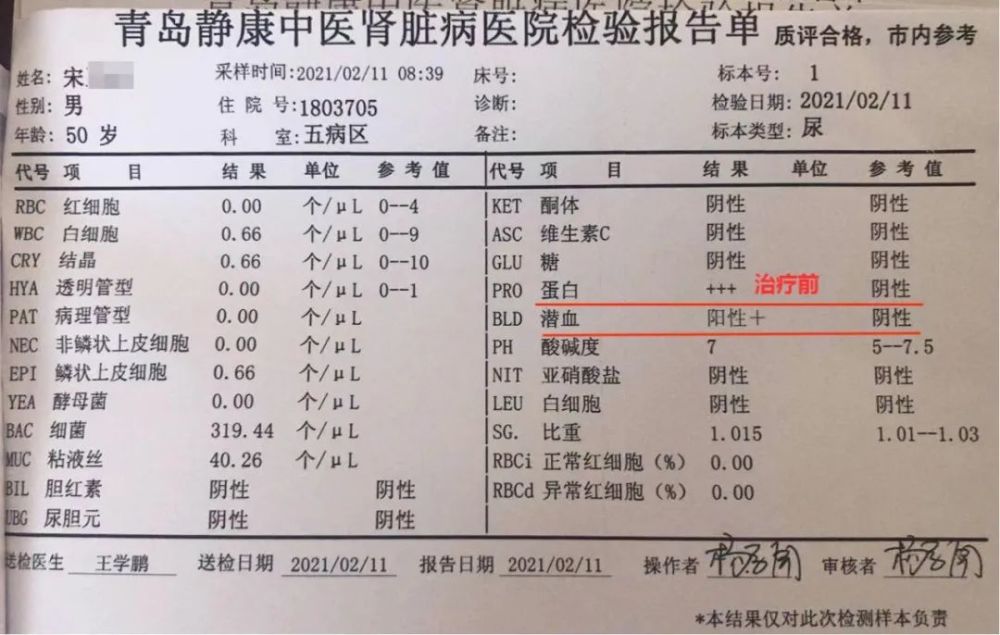 青岛静康中医肾脏病医院检验报告单 质评合格，市内参考
姓名: 宋 采样时间:2021/02/11 08:39 床号: 标本号: 1
性别: 男 住院号:1803705 诊断: 检验日期: 2021/02/11
年龄: 50 岁 科室:五病区 备注: 标本类型: 尿
代号 项目 结果 单位 参考值 代号 项目 结果 单位 参考值
RBC 红细胞 0.00 个/μL 0--4 KET 酮体 阴性 阴性
WBC 白细胞 0.66 个/μL 0--9 ASC 维生素C 阴性 阴性
CRY 结晶 0.66 个/μL 0--10 GLU 糖 阴性 阴性
HYA 透明管型 0.00 个/μL 0--1 PRO 蛋白 +++ 治疗前 阴性
PAT 病理管型 0.00 个/μL BLD 潜血 阳性+ 阴性
NEC 非鳞状上皮细胞 0.00 个/μL PH 酸碱度 7 5--7.5
EPI 鳞状上皮细胞 0.66 个/μL NIT 亚硝酸盐 阴性 阴性
YEA 酵母菌 0.00 个/μL LEU 白细胞 阴性 阴性
BAC 细菌 319.44 个/μL SG. 比重 1.015 1.01--1.03
MUC 粘液丝 40.26 个/μL RBCi 正常红细胞（%） 0.00
BIL 胆红素 阴性 阴性 RBCd 异常红细胞（%） 0.00
UBG 尿胆元 阴性 阴性
送检医生 王学鹏 送检日期 2021/02/11 报告日期 2021/02/11 操作者 审核者
*本结果仅对此次检测样本负责